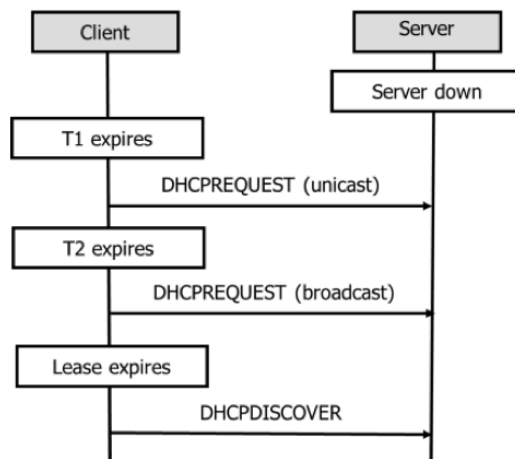 Client
Server
Server down
T1 expires
DHCPREQUEST (unicast)
T2 expires
DHCPREQUEST (broadcast)
Lease expires
DHCPDISCOVER